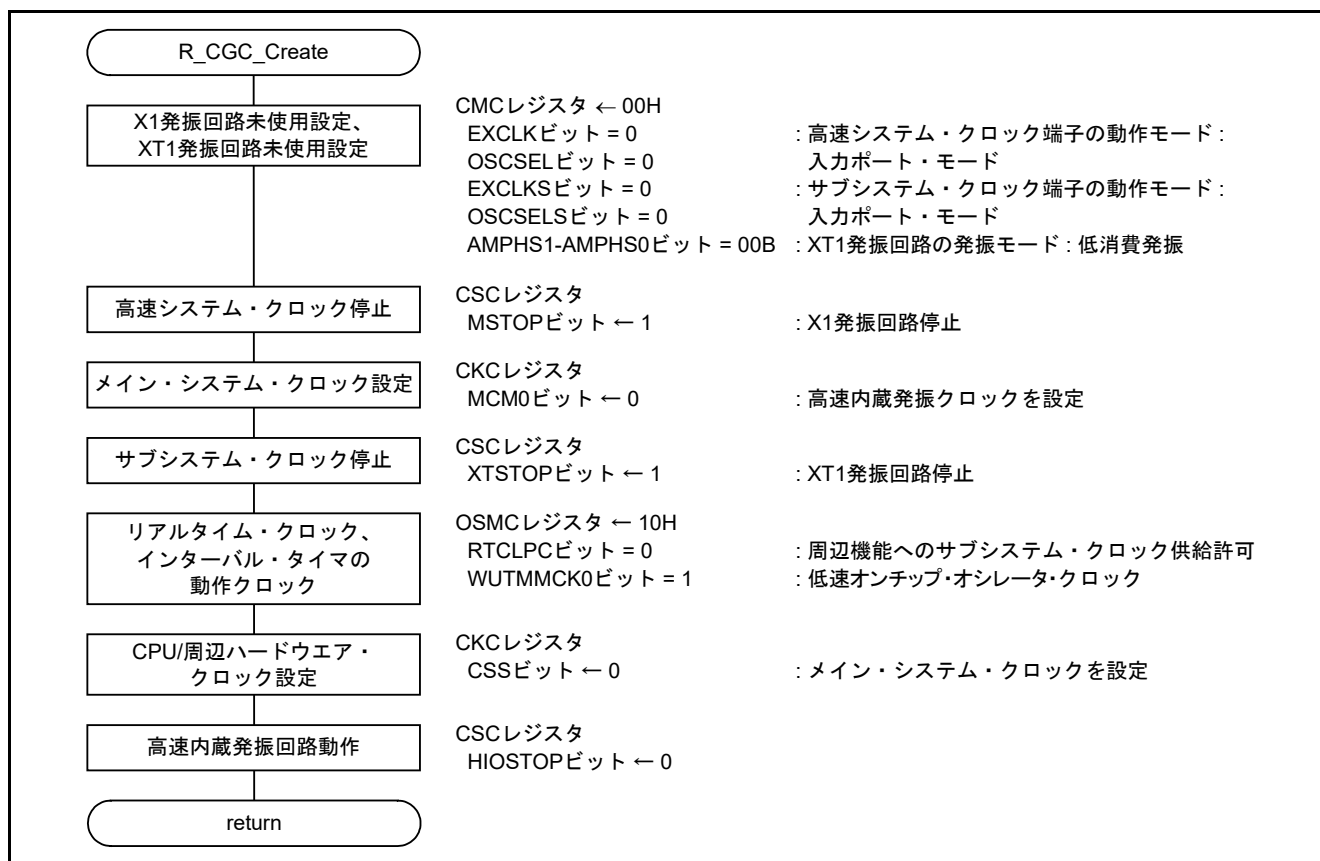 R_CGC_Create
X1発振回路未使用設定、
XT1発振回路未使用設定
CMCレジスタ ← 00H
EXCLKビット = 0 : 高速システム・クロック端子の動作モード :
OSCSELビット = 0 入力ポート・モード
EXCLKSビット = 0 : サブシステム・クロック端子の動作モード :
OSCSELSビット = 0 入力ポート・モード
AMPHS1-AMPHS0ビット = 00B : XT1発振回路の発振モード : 低消費発振
高速システム・クロック停止
CSCレジスタ
MSTOPビット ← 1 : X1発振回路停止
メイン・システム・クロック設定
CKCレジスタ
MCM0ビット ← 0 : 高速内蔵発振クロックを設定
サブシステム・クロック停止
CSCレジスタ
XTSTOPビット ← 1 : XT1発振回路停止
リアルタイム・クロック、
インターバル・タイマの
動作クロック
OSMCレジスタ ← 10H
RTCLPCビット = 0 : 周辺機能へのサブシステム・クロック供給許可
WUTMMCK0ビット = 1 : 低速オンチップ・オシレータ・クロック
CPU/周辺ハードウエア・
クロック設定
CKCレジスタ
CSSビット ← 0 : メイン・システム・クロックを設定
高速内蔵発振回路動作
CSCレジスタ
HIOSTOPビット ← 0
return